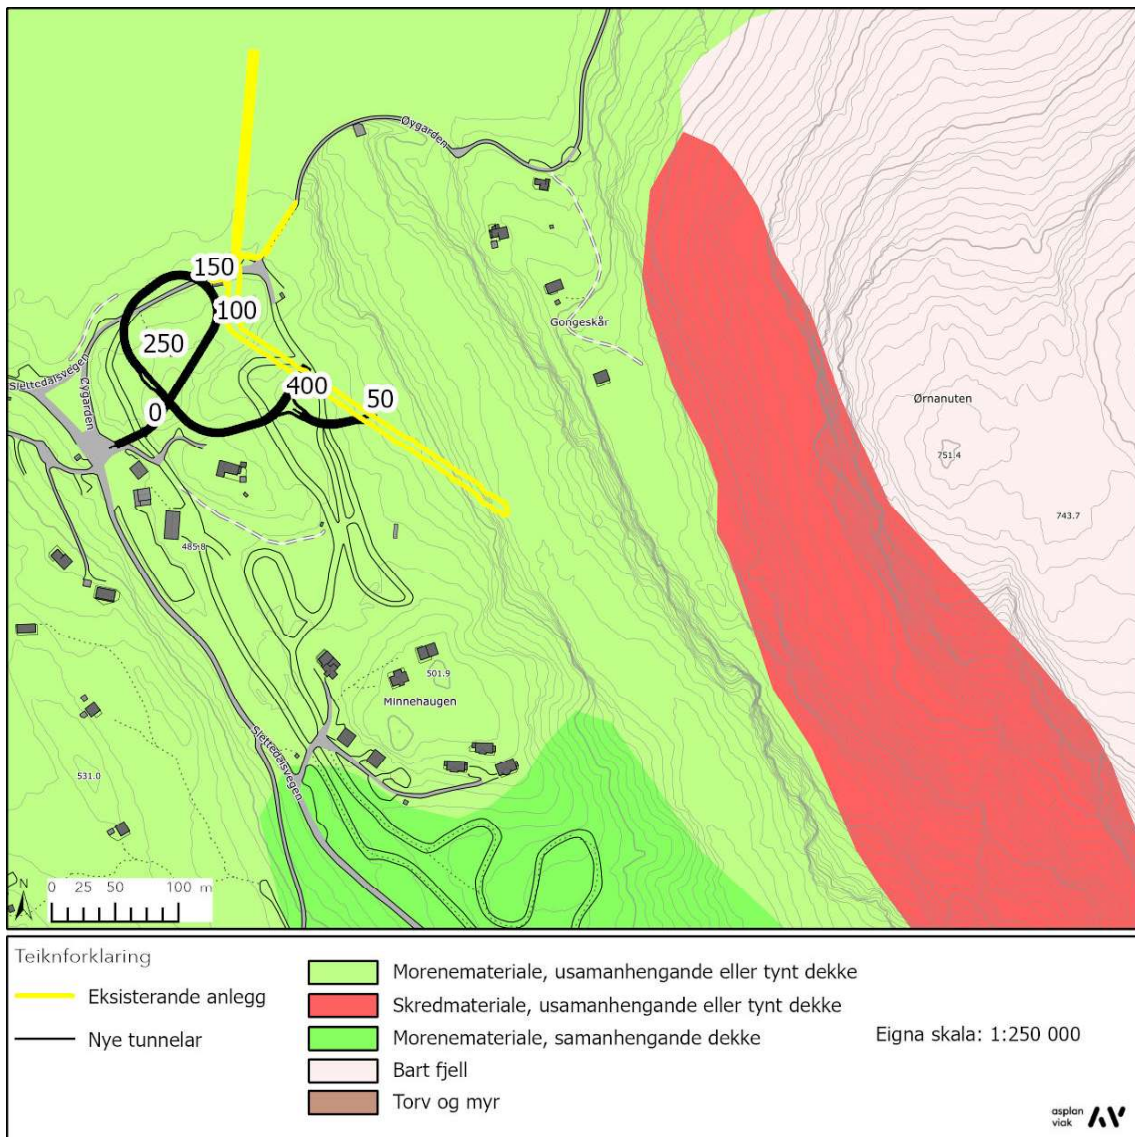 Øygarden
150
100
Gongeskår
250
Slettedalsvegen
Øygarden
400
50
0
Ørnanuten
751.4
743.7
485.8
501.9
Minnehaugen
Slettedalsvegen
531.0
0 25 50 100 m
N
Teiknforklaring
Eksisterande anlegg
Nye tunnelar
Morenemateriale, usamanhengande eller tynt dekke
Skredmateriale, usamanhengande eller tynt dekke
Morenemateriale, samanhengande dekke
Bart fjell
Torv og myr
Eigna skala: 1:250 000
asplan
viak